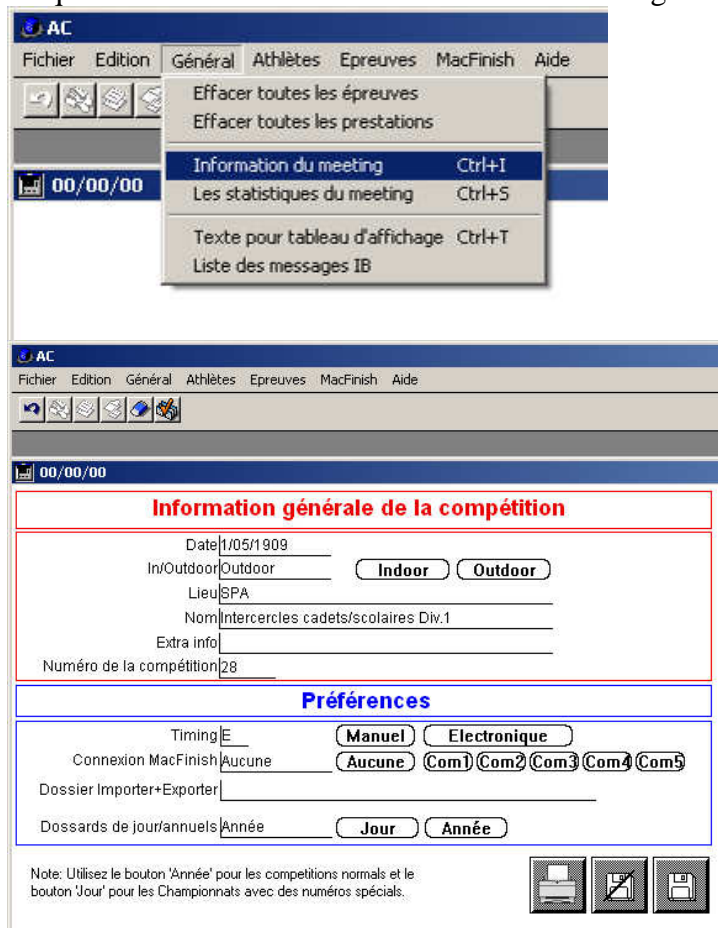 AC
Fichier Edition Général Athlètes Epreuves MacFinish Aide
Effacer toutes les épreuves
Effacer toutes les prestations
Information du meeting Ctrl+I
00/00/00
Les statistiques du meeting Ctrl+S
Texte pour tableau d'affichage Ctrl+T
Liste des messages IB
AC
Fichier Edition Général Athlètes Epreuves MacFinish Aide
00/00/00
Information générale de la compétition
Date 1/05/1909
In/Outdoor Outdoor Indoor Outdoor
Lieu SPA
Nom Intercercles cadets/scolaires Div.1
Extra info
Numéro de la compétition 28
Préférences
Timing E Manuel Electronique
Connexion MacFinish Aucune Aucune Com1 Com2 Com3 Com4 Com5
Dossier Importer+Exporter
Dossards de jour/annuels Année Jour Année
Note: Utilisez le bouton 'Année' pour les competitions normals et le
bouton 'Jour' pour les Championnats avec des numéros spécials.